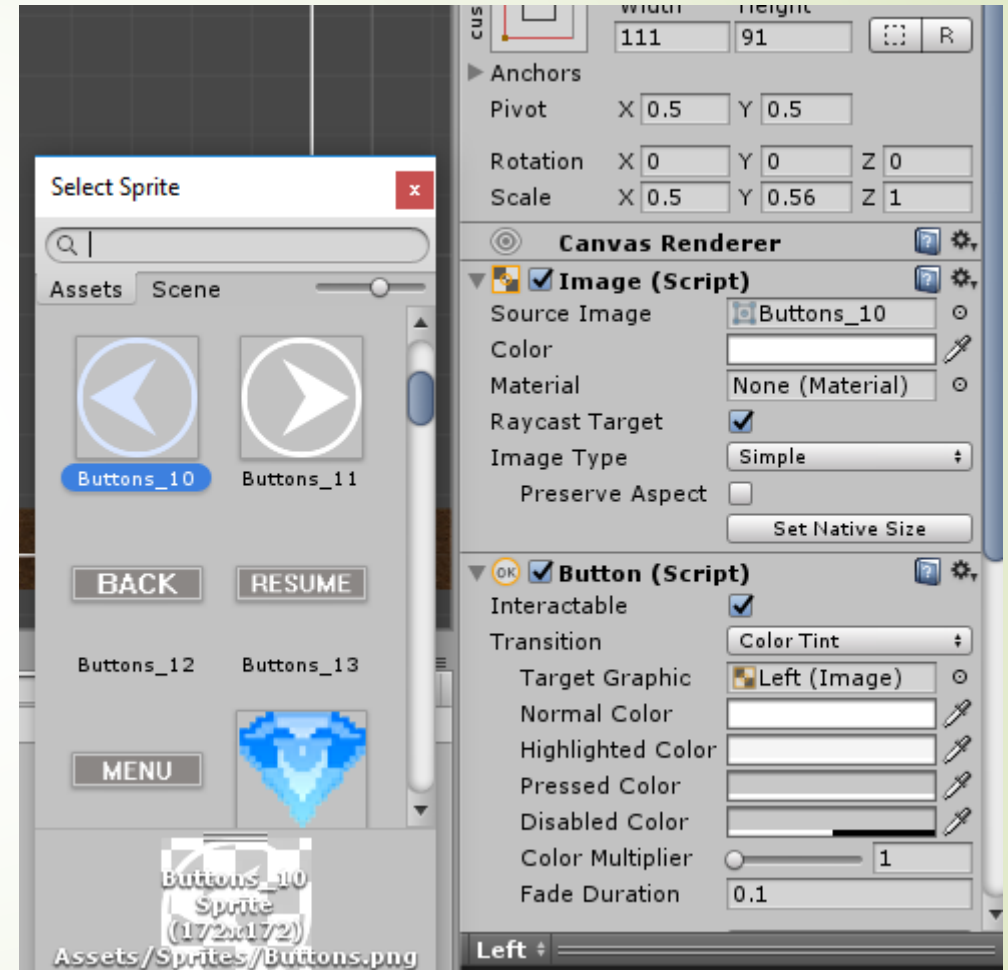 Select Sprite
x
Assets Scene
Buttons_10 Buttons_11
BACK RESUME
Buttons_12 Buttons_13
MENU
Buttons_10
Sprite
(172x172)
Assets/Sprites/Buttons.png
cus
Width Height
111 91 R
Anchors
Pivot X 0.5 Y 0.5
Rotation X 0 Y 0 Z 0
Scale X 0.5 Y 0.56 Z 1
Canvas Renderer
Image (Script)
Source Image Buttons_10
Color
Material None (Material)
Raycast Target
Image Type Simple
Preserve Aspect
Set Native Size
OK Button (Script)
Interactable
Transition Color Tint
Target Graphic Left (Image)
Normal Color
Highlighted Color
Pressed Color
Disabled Color
Color Multiplier 1
Fade Duration 0.1
Left